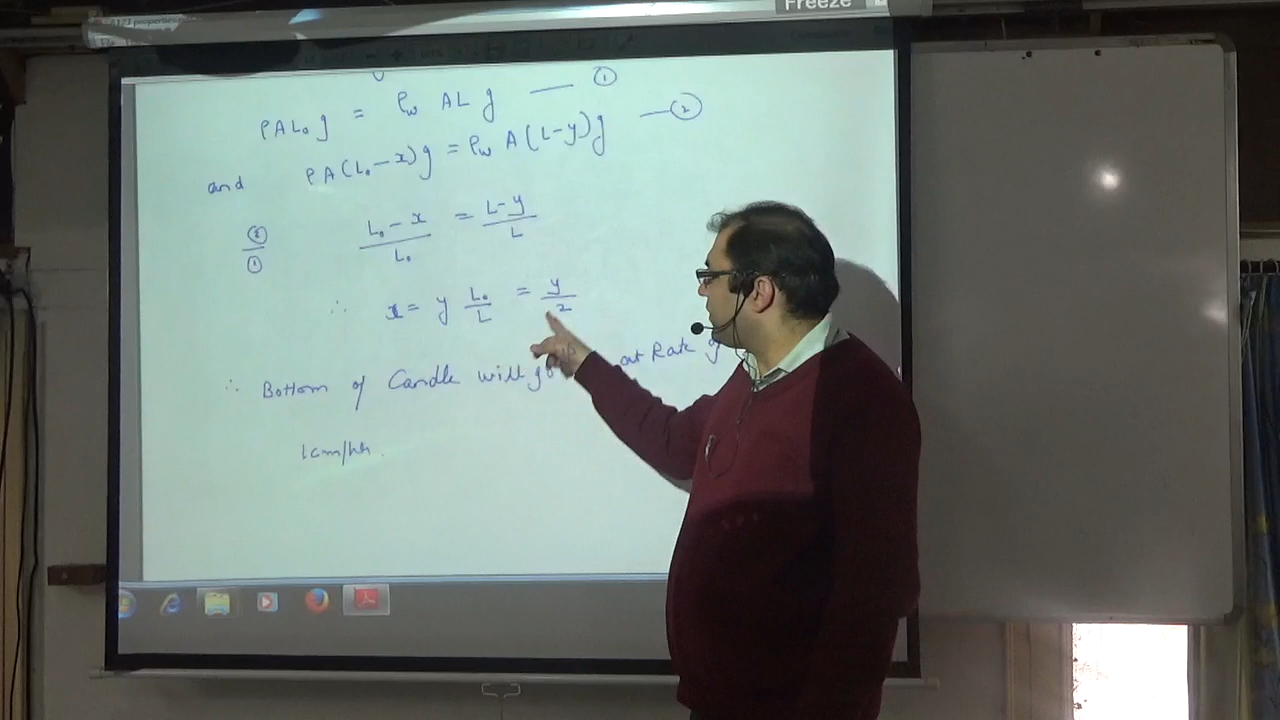 Freeze
ρAL₀g = ρw AL g — ①
and ρA(L₀-x)g = ρw A(L-y)g — ②
②/① (L₀-x)/L₀ = (L-y)/L
∴ x = y L₀/L = y/2
∴ Bottom of Candle will go at Rate of
1cm/hr.